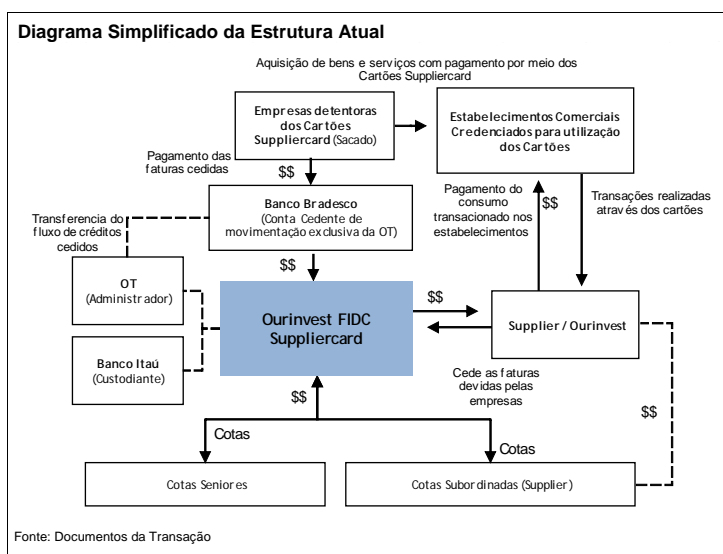 Diagrama Simplificado da Estrutura Atual
Aquisição de bens e serviços com pagamento por meio dos
Cartões Suppliercard
Empresas detentoras
dos Cartões
Suppliercard (Sacado)
Estabelecimentos Comerciais
Credenciados para utilização
dos Cartões
Pagamento das
faturas cedidas
$$
Pagamento do
consumo
transacionado nos
estabelecimentos
$$
Transações realizadas
através dos cartões
Banco Bradesco
(Conta Cedente de
movimentação exclusiva da OT)
Transferencia do
fluxo de créditos
cedidos
$$
OT
(Administrador)
Ourinvest FIDC
Suppliercard
$$
Supplier / Ourinvest
Banco Itaú
(Custodiante)
Cede as faturas
devidas pelas
empresas
$$
$$
Cotas
Cotas
Cotas Seniores
Cotas Subordinadas (Supplier)
Fonte: Documentos da Transação